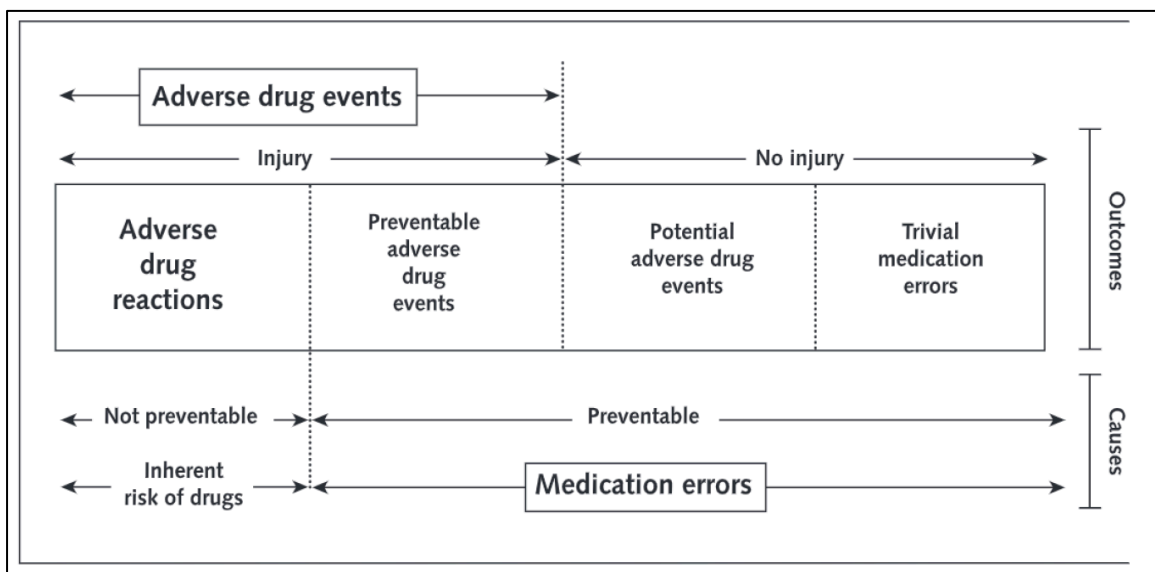 Adverse drug events
Injury
No injury
Adverse
drug
reactions
Preventable
adverse
drug
events
Potential
adverse drug
events
Trivial
medication
errors
Outcomes
Not preventable
Preventable
Inherent
risk of drugs
Medication errors
Causes